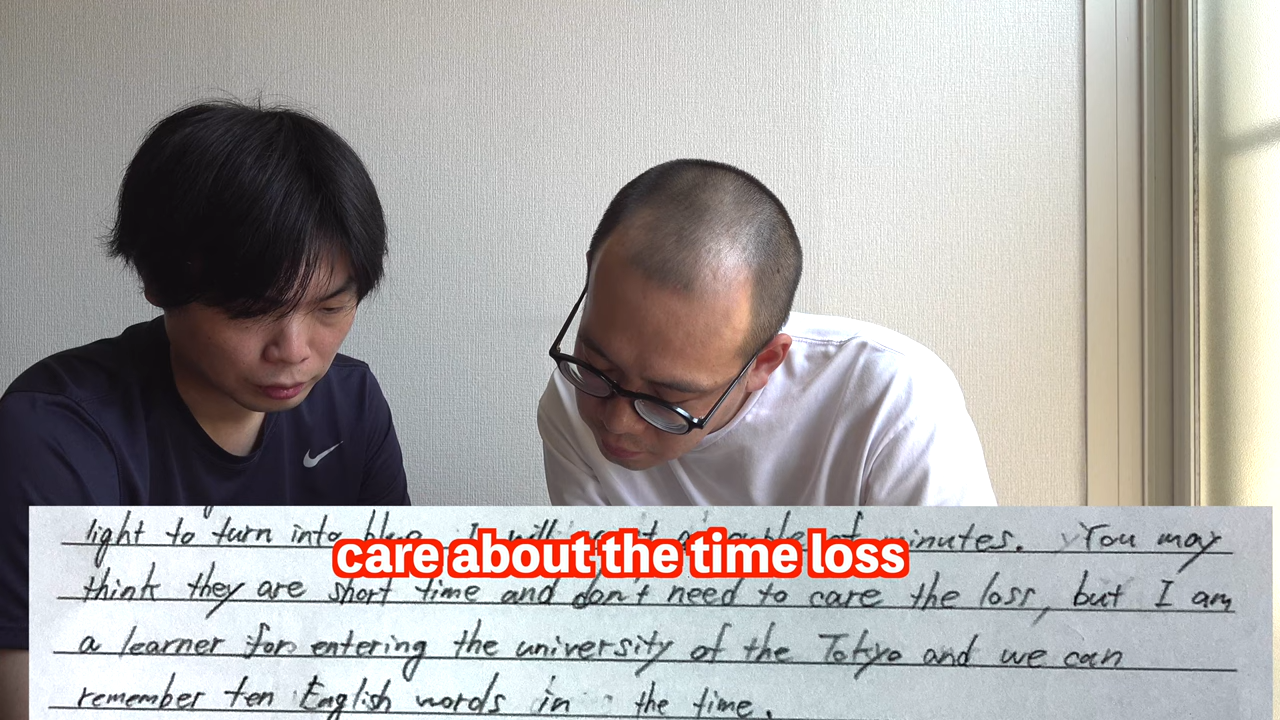 light to turn into blue. I will minutes. You may
care about the time loss
think they are short time and don't need to care the loss, but I am
a learner for entering the university of the Tokyo and we can
remember ten English words in the time.